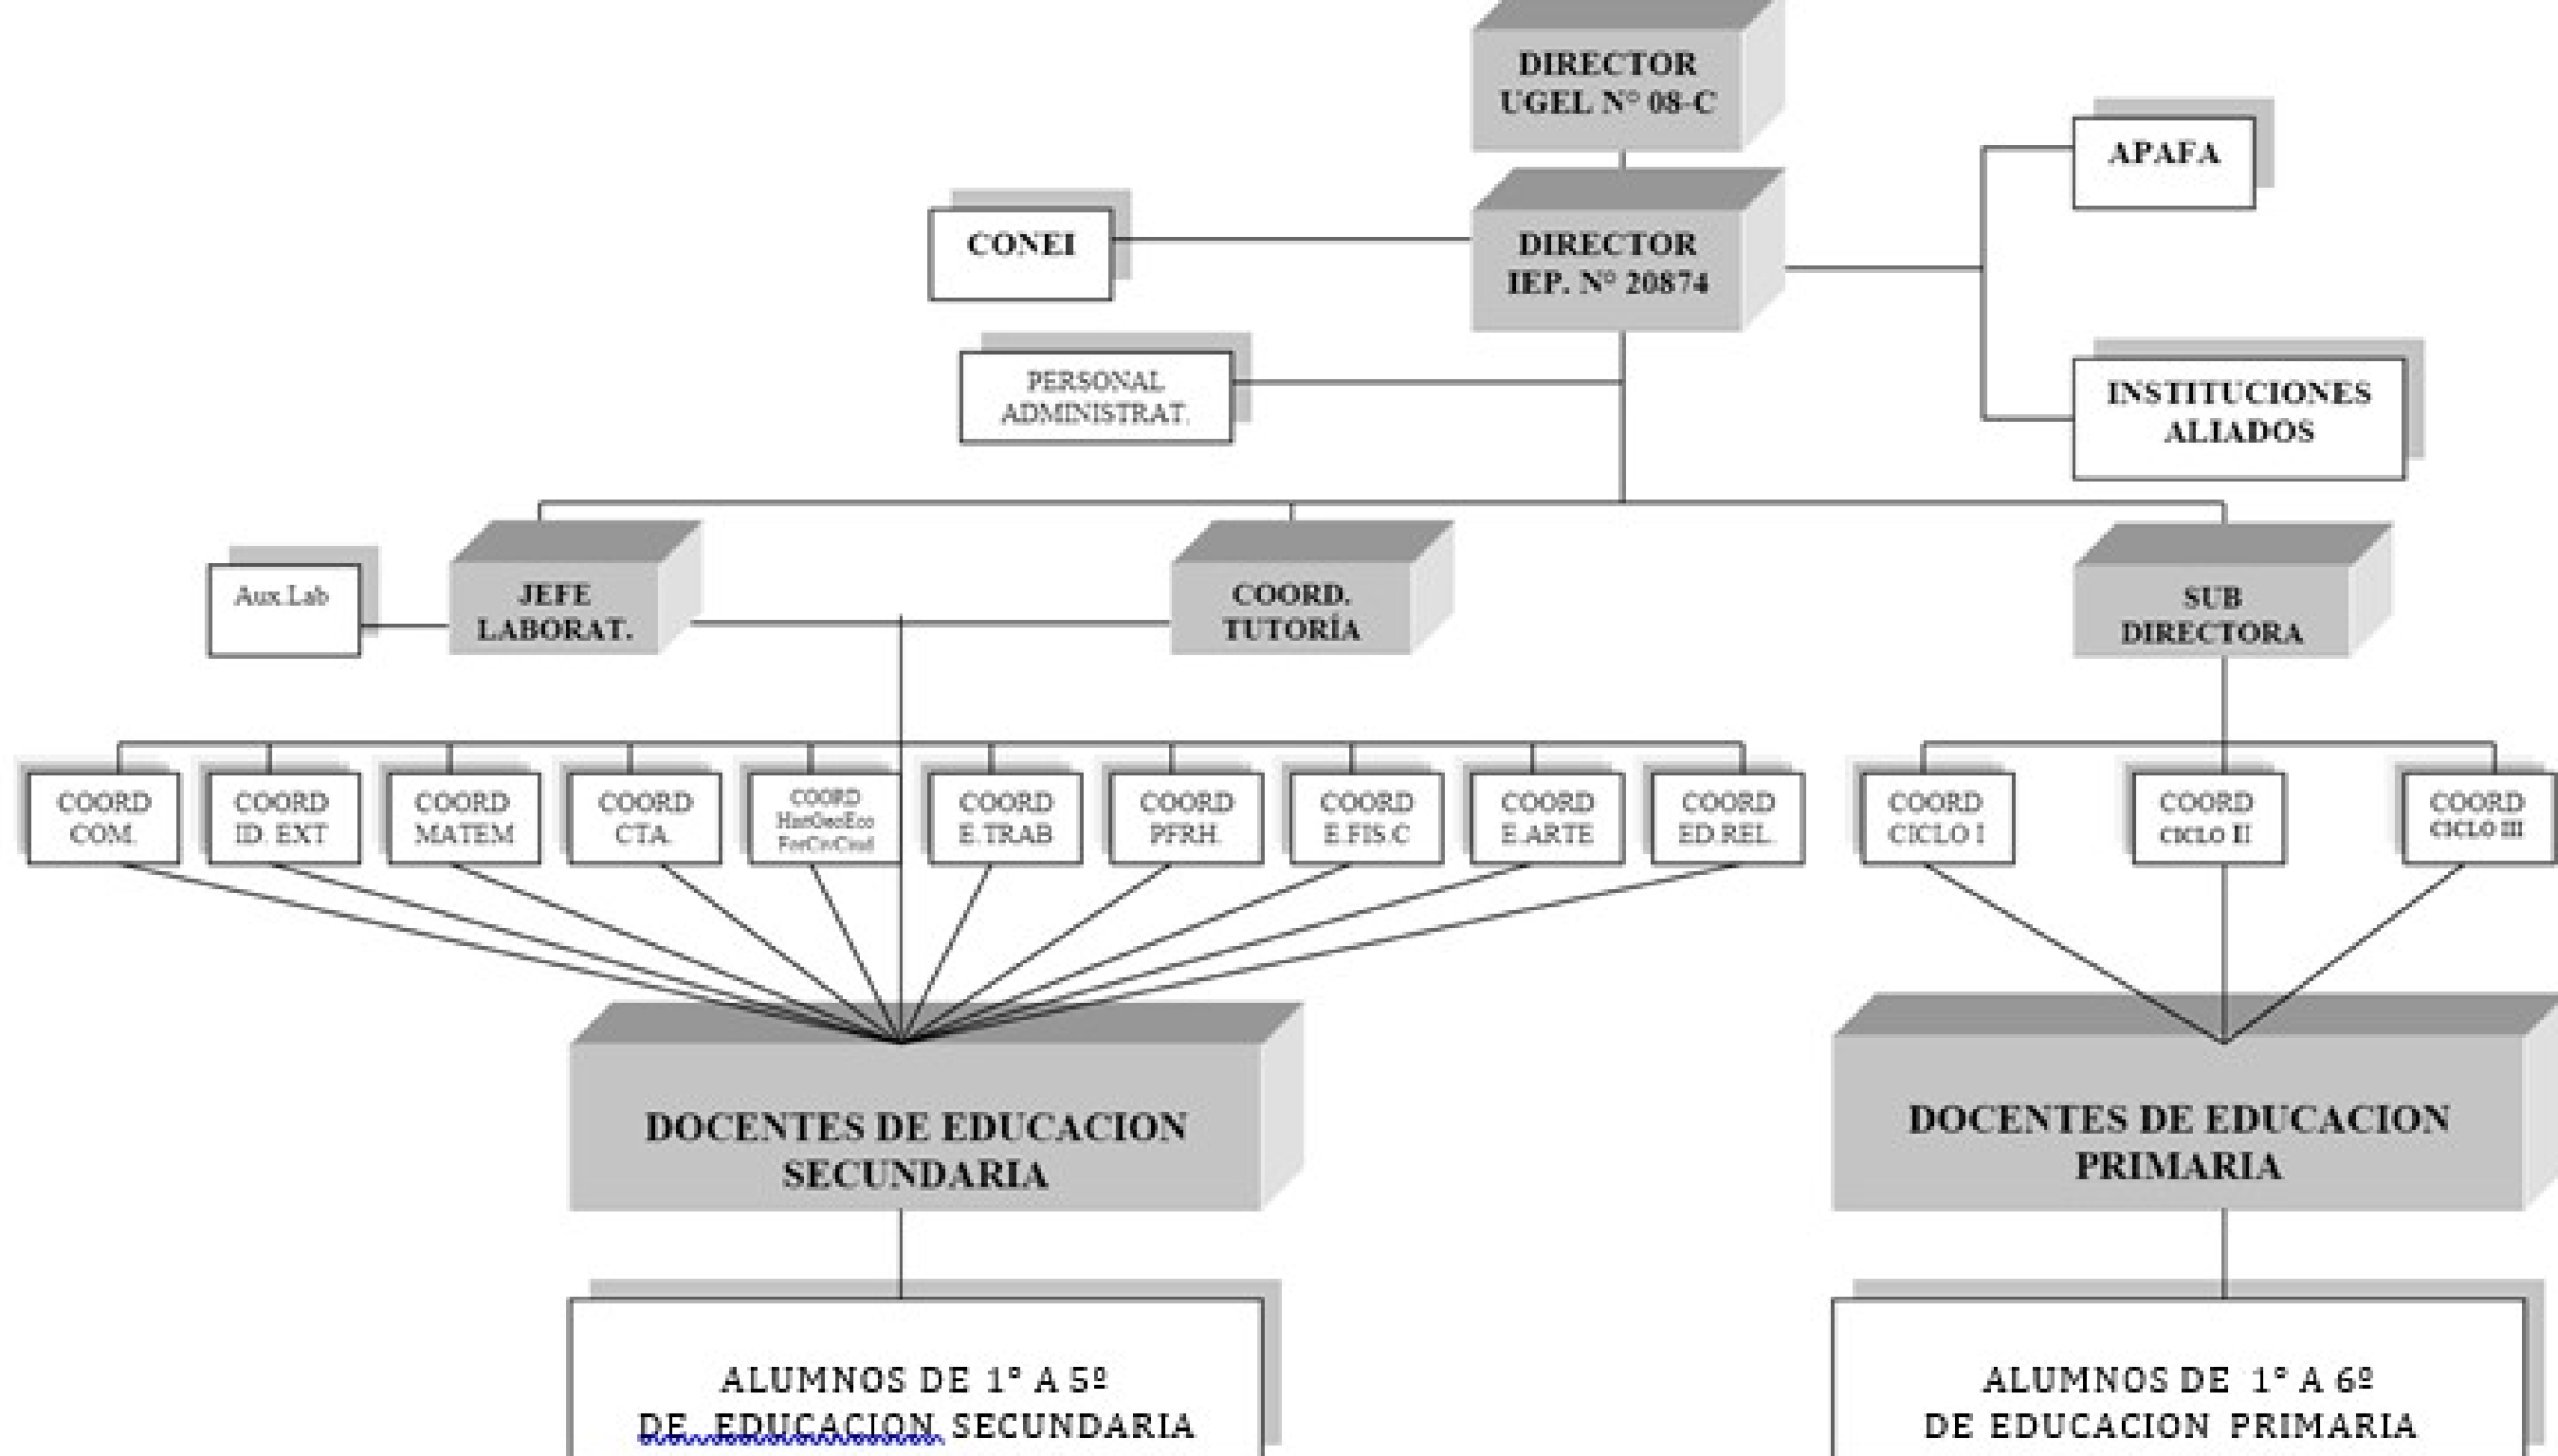 DIRECTOR
UGEL N° 08-C
APAFA
CONEI
DIRECTOR
IEP. N° 20874
PERSONAL
ADMINISTRAT.
INSTITUCIONES
ALIADOS
Aux.Lab
JEFE
LABORAT.
COORD.
TUTORÍA
SUB
DIRECTORA
COORD
COM.
COORD
ID. EXT
COORD
MATEM
COORD
CTA.
COORD
HistGeoEco
COORD
E.TRAB
COORD
PFRH.
COORD
E.FIS.C
COORD
E.ARTE
COORD
ED.REL.
COORD
CICLO I
COORD
CICLO II
COORD
CICLO III
DOCENTES DE EDUCACION
SECUNDARIA
DOCENTES DE EDUCACION
PRIMARIA
ALUMNOS DE 1° A 5º
DE EDUCACION SECUNDARIA
ALUMNOS DE 1° A 6º
DE EDUCACION PRIMARIA